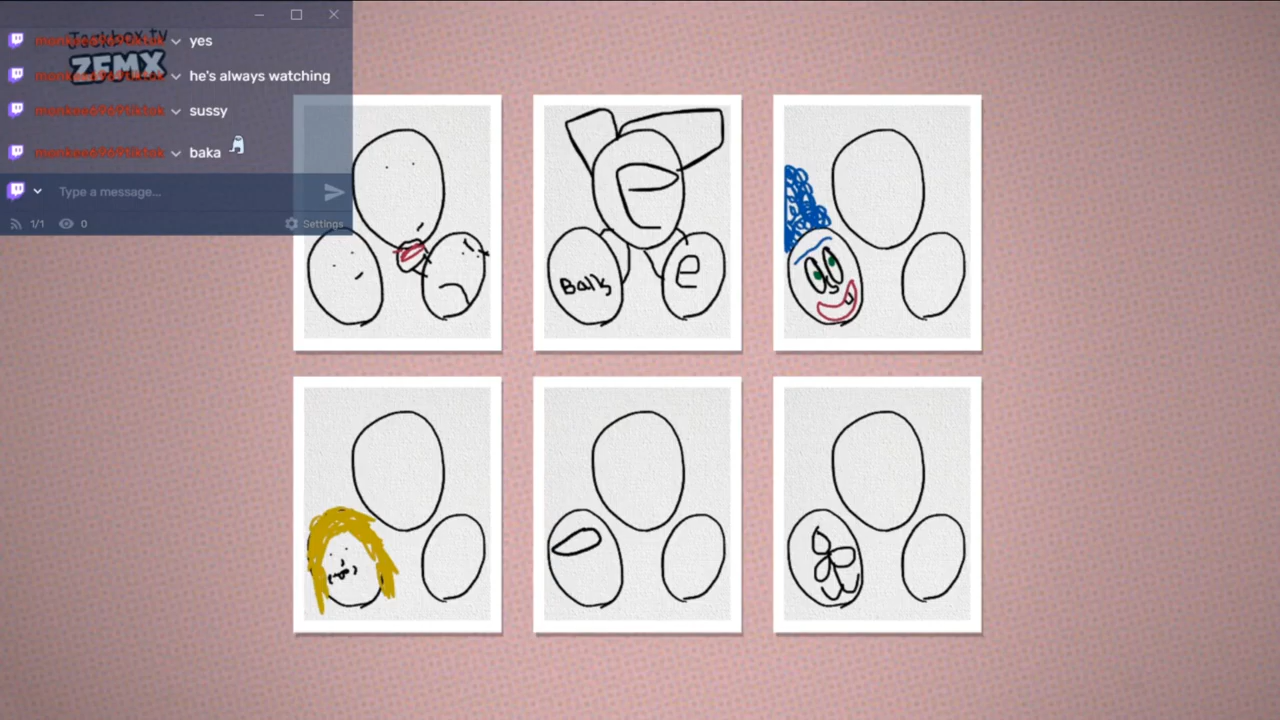 Jackbox.tv
ZFMX
yes
he's always watching
sussy
baka
Type a message...
1/1
0
Settings
Balls
e